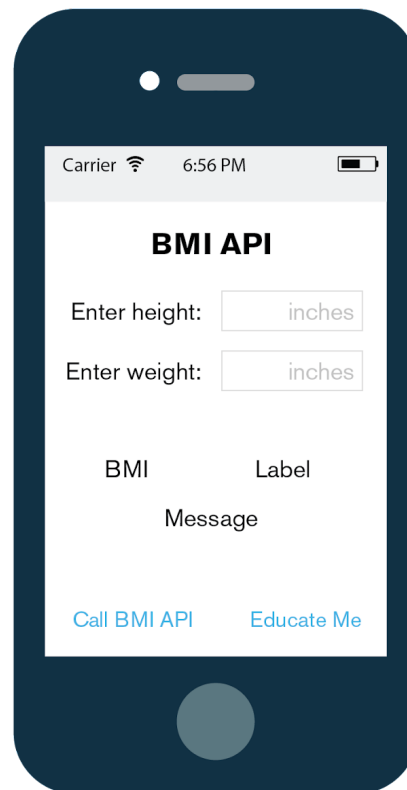 Carrier 6:56 PM
BMI API
Enter height: inches
Enter weight: inches
BMI Label
Message
Call BMI API Educate Me